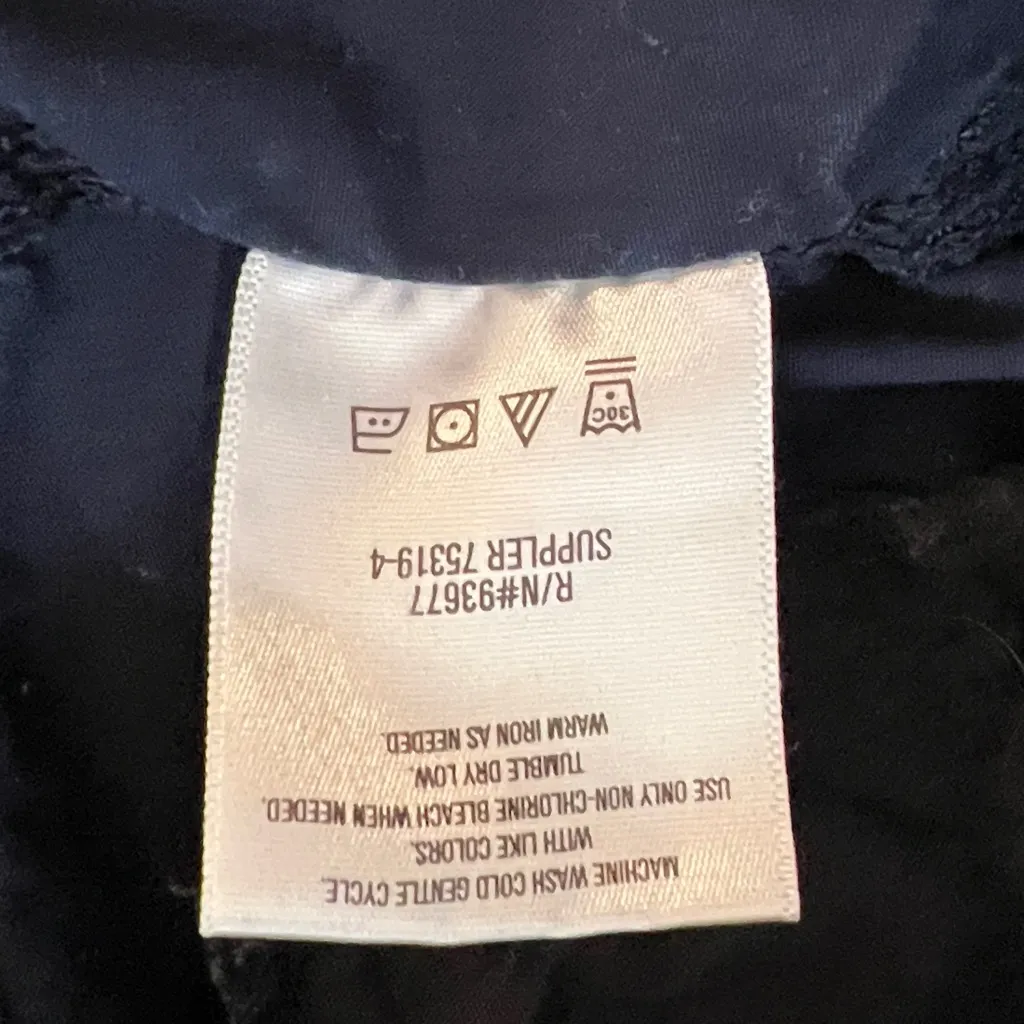 MACHINE WASH COLD GENTLE CYCLE.
WITH LIKE COLORS.
USE ONLY NON-CHLORINE BLEACH WHEN NEEDED.
TUMBLE DRY LOW.
WARM IRON AS NEEDED.
R/N#93677
SUPPLER 75319-4
30C